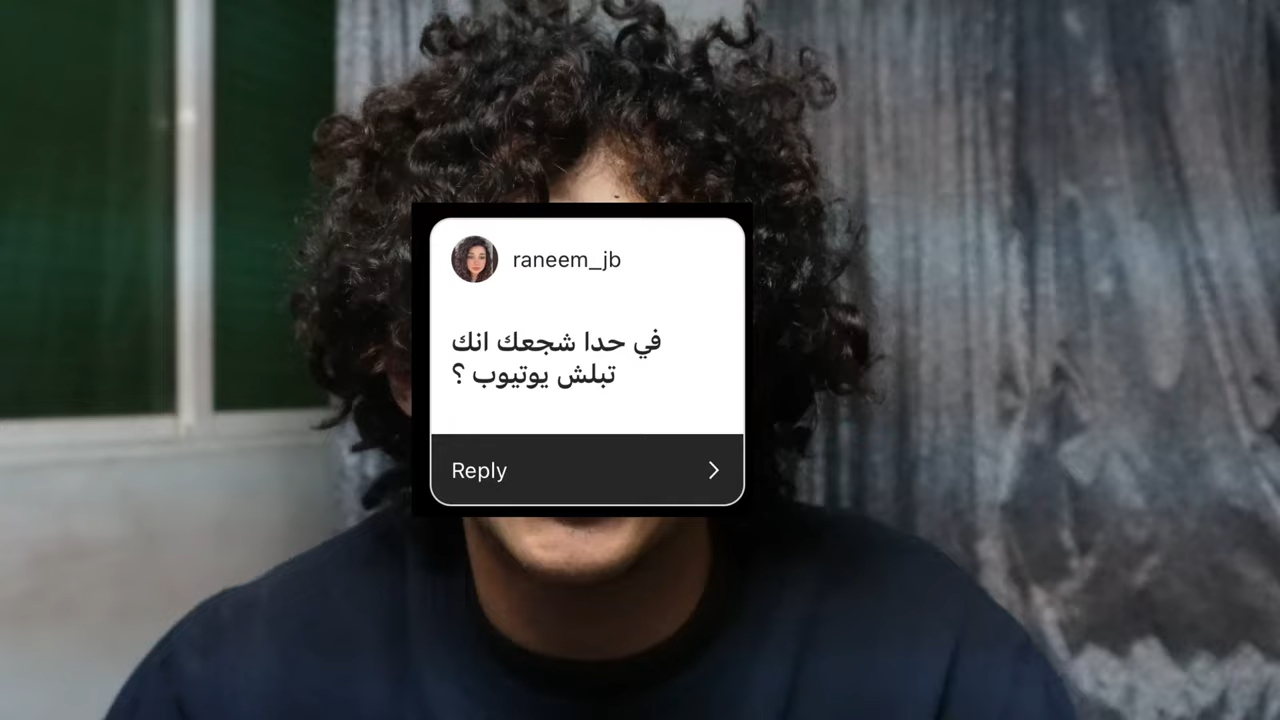 raneem_jb
في حدا شجعك انك
تبلش يوتيوب ؟
Reply